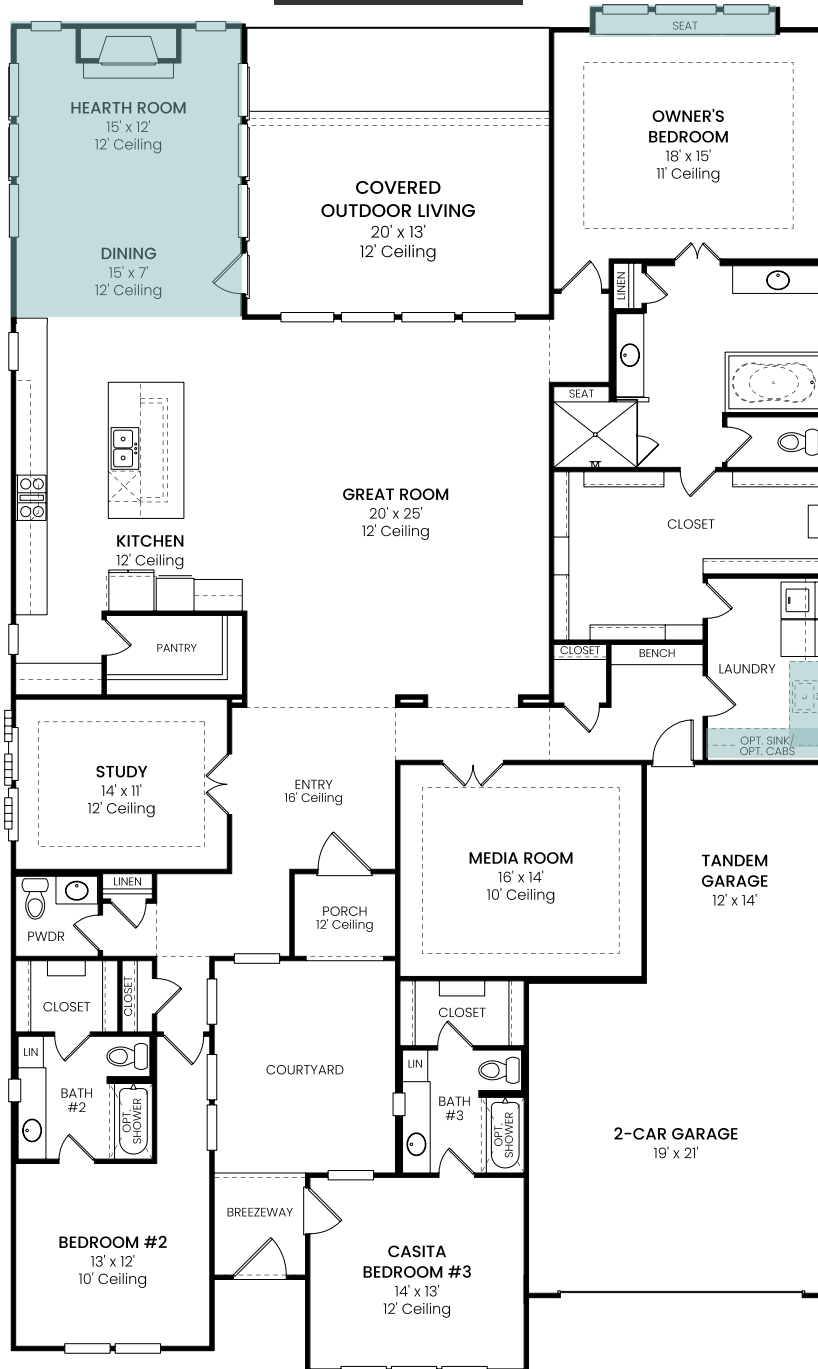 SEAT
HEARTH ROOM
15' x 12'
12' Ceiling
OWNER'S
BEDROOM
18' x 15'
11' Ceiling
COVERED
OUTDOOR LIVING
20' x 13'
12' Ceiling
DINING
15' x 7'
12' Ceiling
LINEN
SEAT
GREAT ROOM
20' x 25'
12' Ceiling
CLOSET
KITCHEN
12' Ceiling
PANTRY
CLOSET
BENCH
LAUNDRY
OPT. SINK/
OPT. CABS
STUDY
14' x 11'
12' Ceiling
ENTRY
16' Ceiling
MEDIA ROOM
16' x 14'
10' Ceiling
TANDEM
GARAGE
12' x 14'
LINEN
PORCH
12' Ceiling
PWDR
CLOSET
CLOSET
CLOSET
LIN
BATH
#2
OPT.
SHOWER
COURTYARD
LIN
BATH
#3
OPT.
SHOWER
2-CAR GARAGE
19' x 21'
BREEZEWAY
BEDROOM #2
13' x 12'
10' Ceiling
CASITA
BEDROOM #3
14' x 13'
12' Ceiling